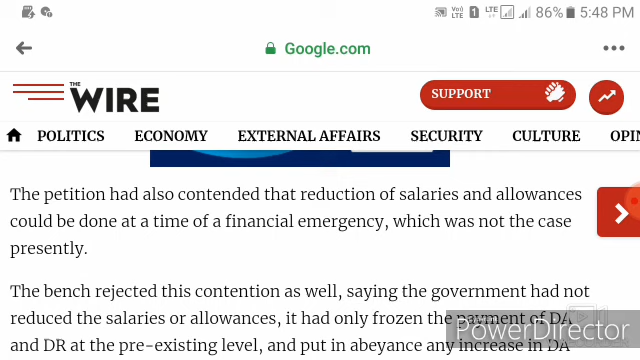 86% 5:48 PM
Google.com
THE
WIRE
SUPPORT
POLITICS ECONOMY EXTERNAL AFFAIRS SECURITY CULTURE OPIN
The petition had also contended that reduction of salaries and allowances
could be done at a time of a financial emergency, which was not the case
presently.
The bench rejected this contention as well, saying the government had not
reduced the salaries or allowances, it had only frozen the payment of DA
and DR at the pre-existing level, and put in abeyance any increase in DA
PowerDirector